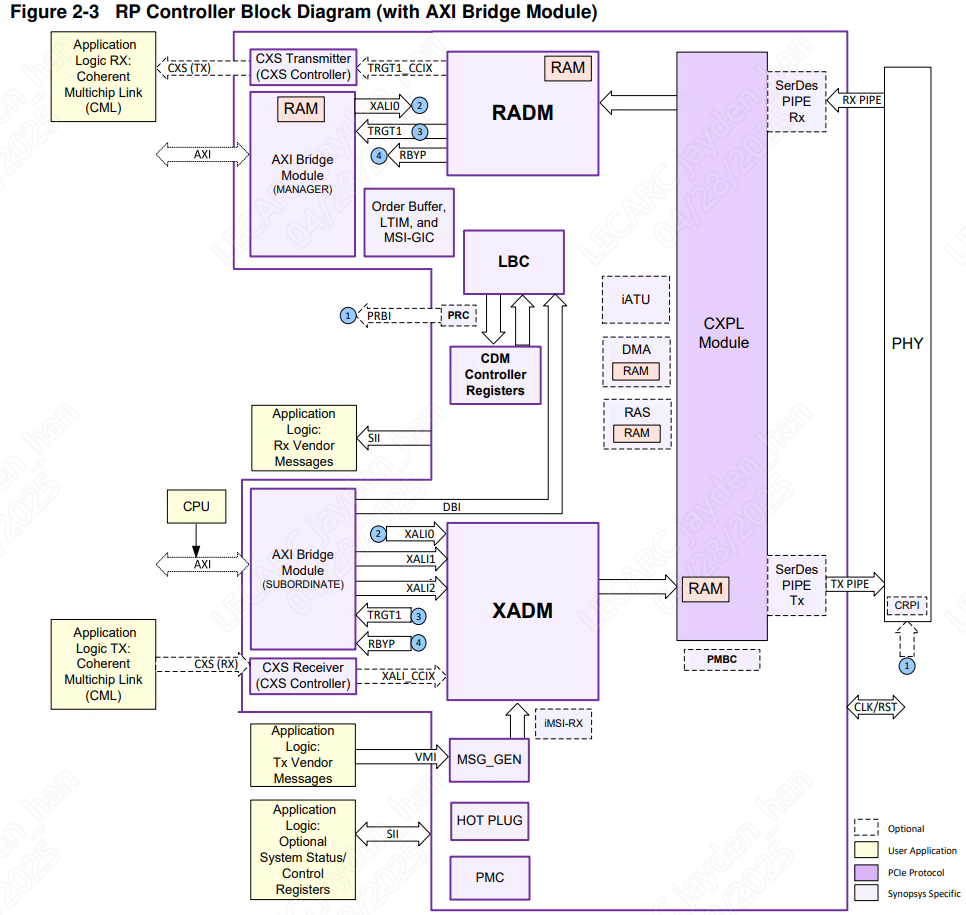 Figure 2-3 RP Controller Block Diagram (with AXI Bridge Module)
Application
Logic RX:
Coherent
Multichip Link
(CML)
CXS (TX)
CXS Transmitter
(CXS Controller)
TRGT1_CCIX
RAM
RADM
RAM
XALI0
2
TRGT1
3
4
RBYP
AXI
AXI Bridge
Module
(MANAGER)
Order Buffer,
LTIM, and
MSI-GIC
SerDes
PIPE
Rx
RX PIPE
LBC
iATU
1
PRBI
PRC
CXPL
Module
PHY
DMA
RAM
CDM
Controller
Registers
RAS
RAM
Application
Logic:
Rx Vendor
Messages
SII
CPU
DBI
AXI
AXI Bridge
Module
(SUBORDINATE)
2
XALI0
XALI1
XALI2
TRGT1
3
RBYP
4
XADM
RAM
SerDes
PIPE
Tx
TX PIPE
CRPI
1
Application
Logic TX:
Coherent
Multichip Link
(CML)
CXS (RX)
CXS Receiver
(CXS Controller)
XALI_CCIX
PMBC
CLK/RST
iMSI-RX
Application
Logic:
Tx Vendor
Messages
VMI
MSG_GEN
Application
Logic:
Optional
System Status/
Control
Registers
SII
HOT PLUG
PMC
Optional
User Application
PCIe Protocol
Synopsys Specific
LECARC jayden_han
04/28/2025